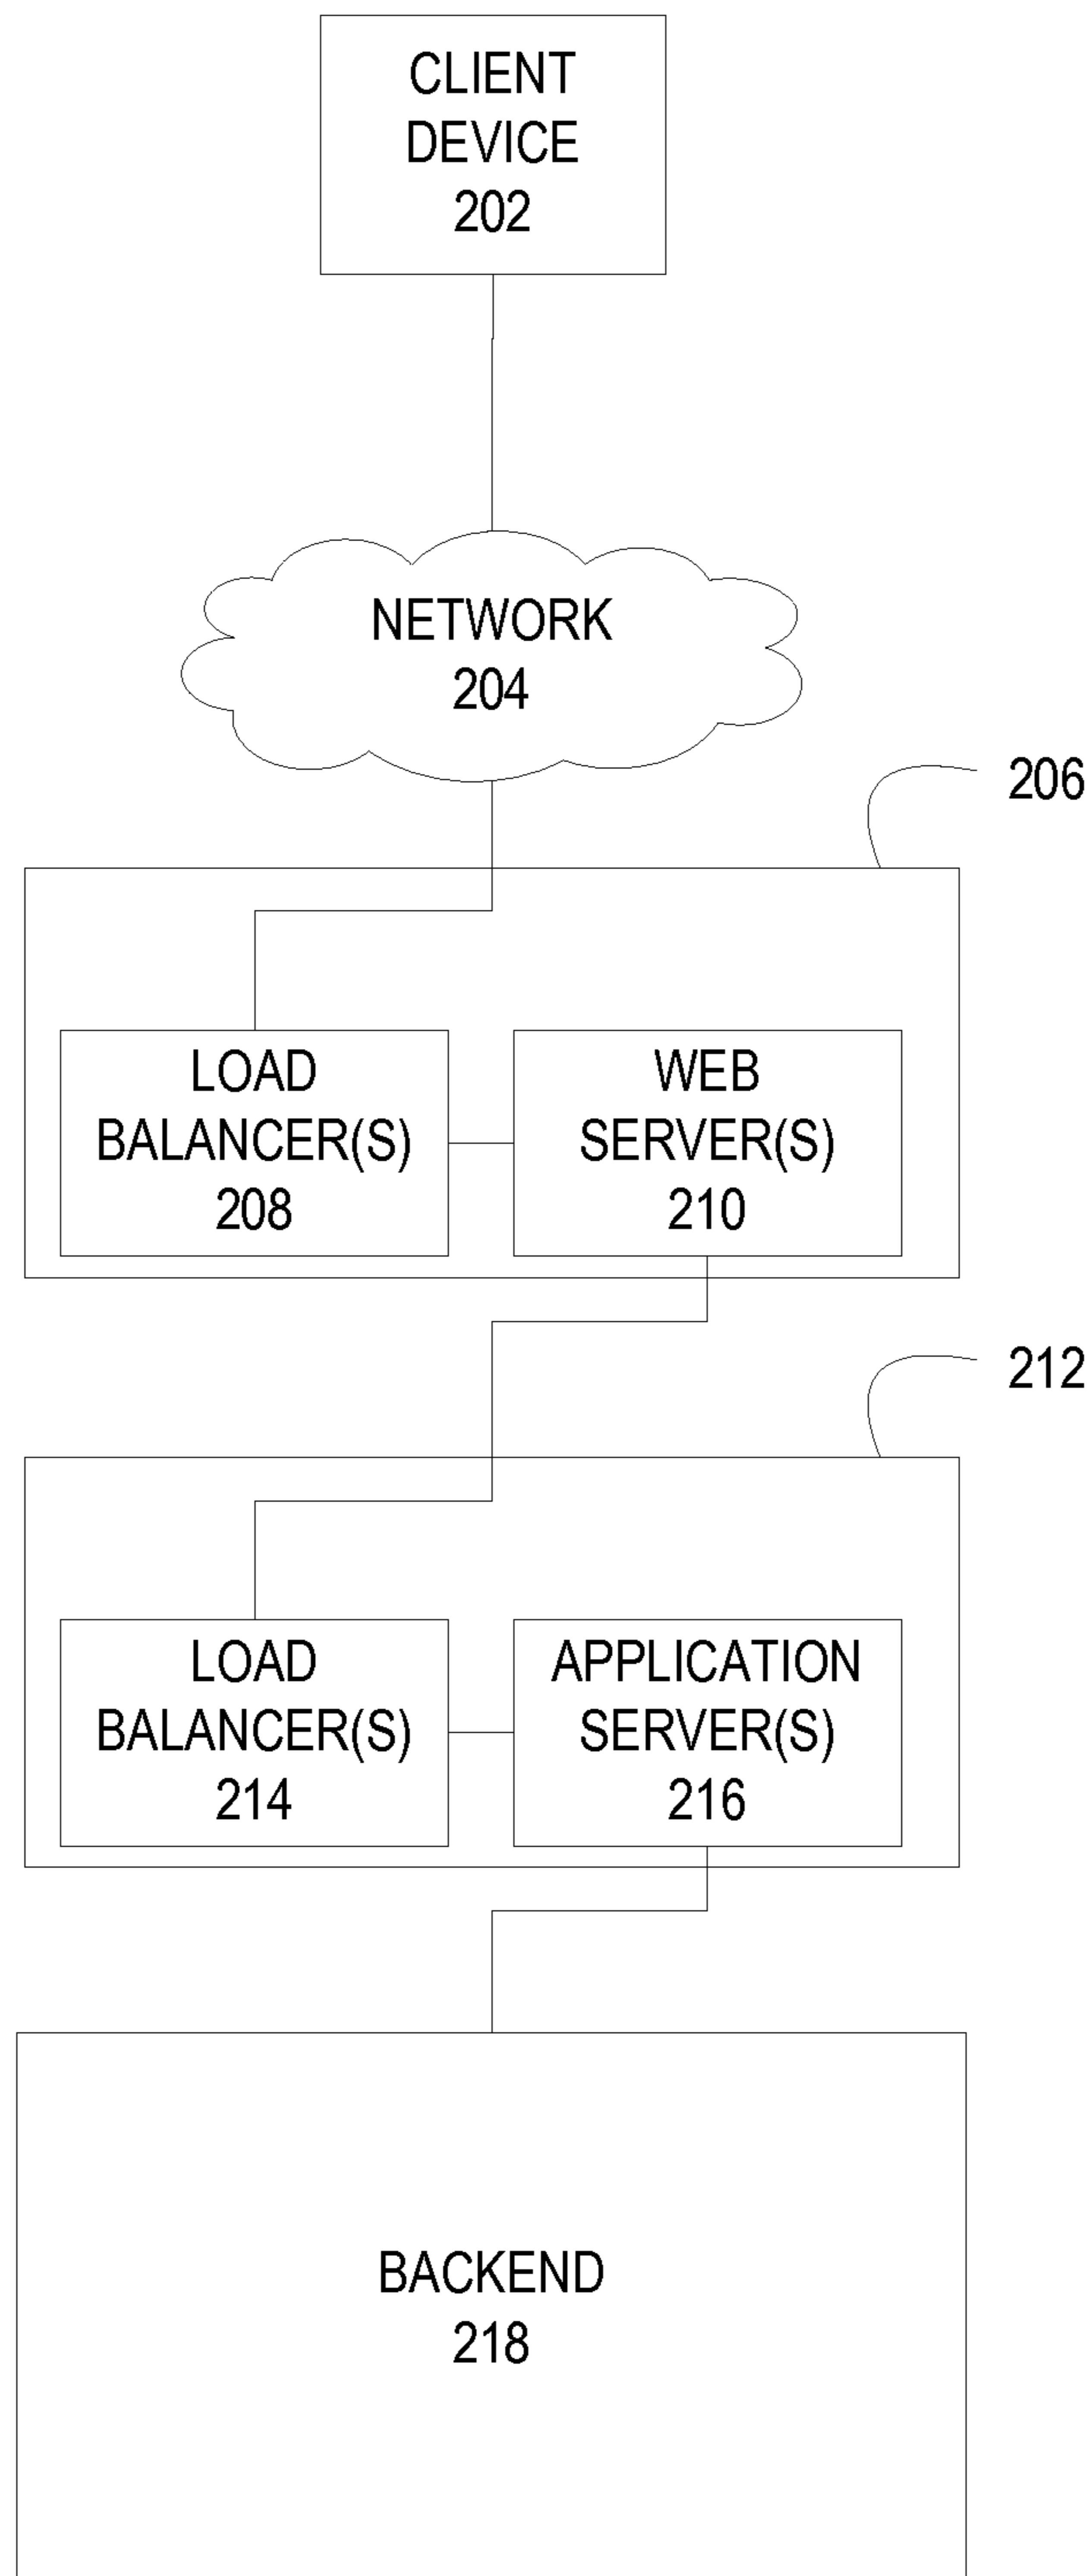 CLIENT
DEVICE
202
NETWORK
204
206
LOAD
BALANCER(S)
208
WEB
SERVER(S)
210
212
LOAD
BALANCER(S)
214
APPLICATION
SERVER(S)
216
BACKEND
218